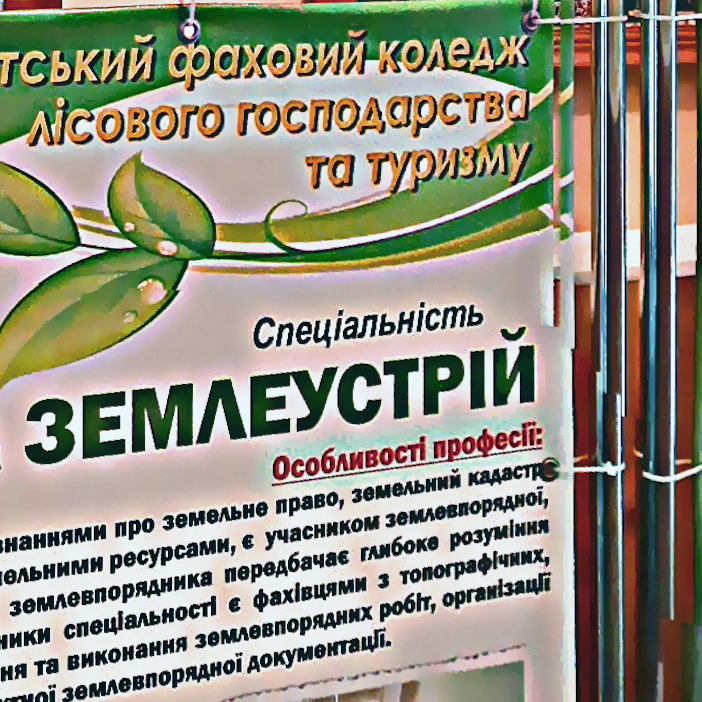 тський фаховий коледж
лісового господарства
та туризму
Спеціальність
ЗЕМЛЕУСТРІЙ
Особливості професії:
знаннями про земельне право, земельний кадастр
ельними ресурсами, є учасником землевпорядної,
землевпорядника передбачає глибоке розуміння
ники спеціальності є фахівцями з топографічних,
ня та виконання землевпорядних робіт, організації
тної землевпорядної документації.